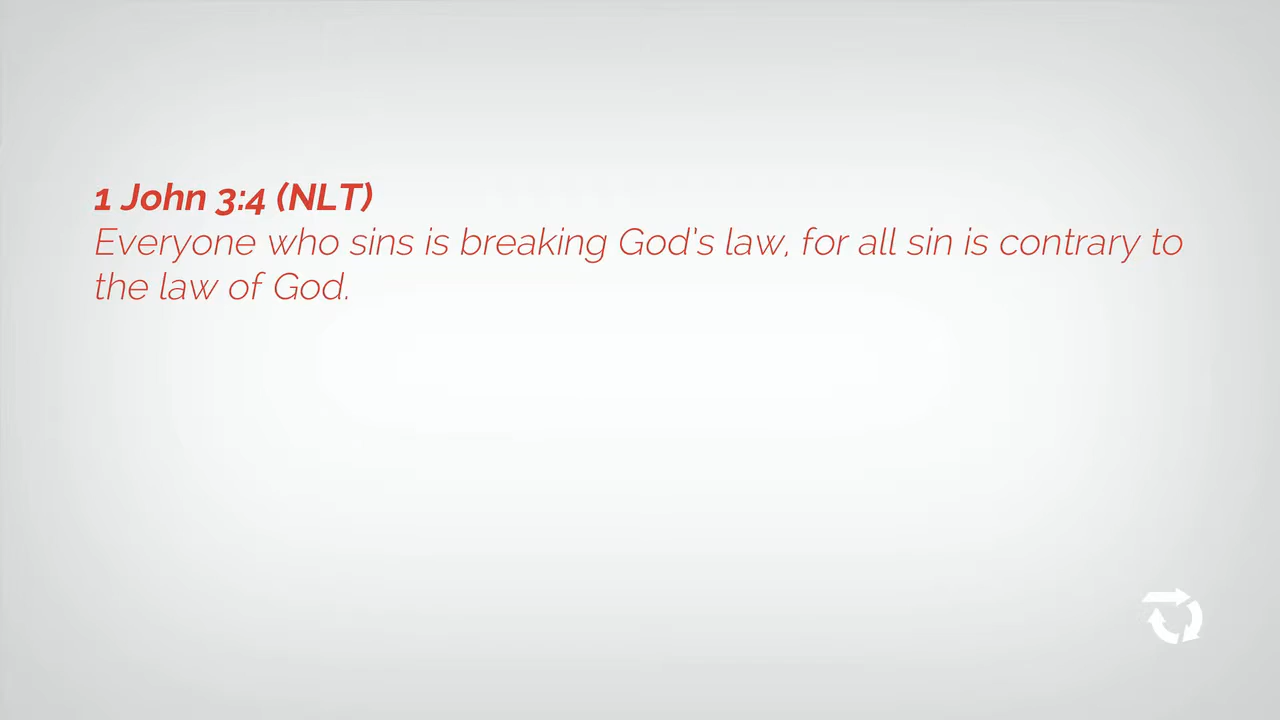 1 John 3:4 (NLT)
Everyone who sins is breaking God's law, for all sin is contrary to
the law of God.